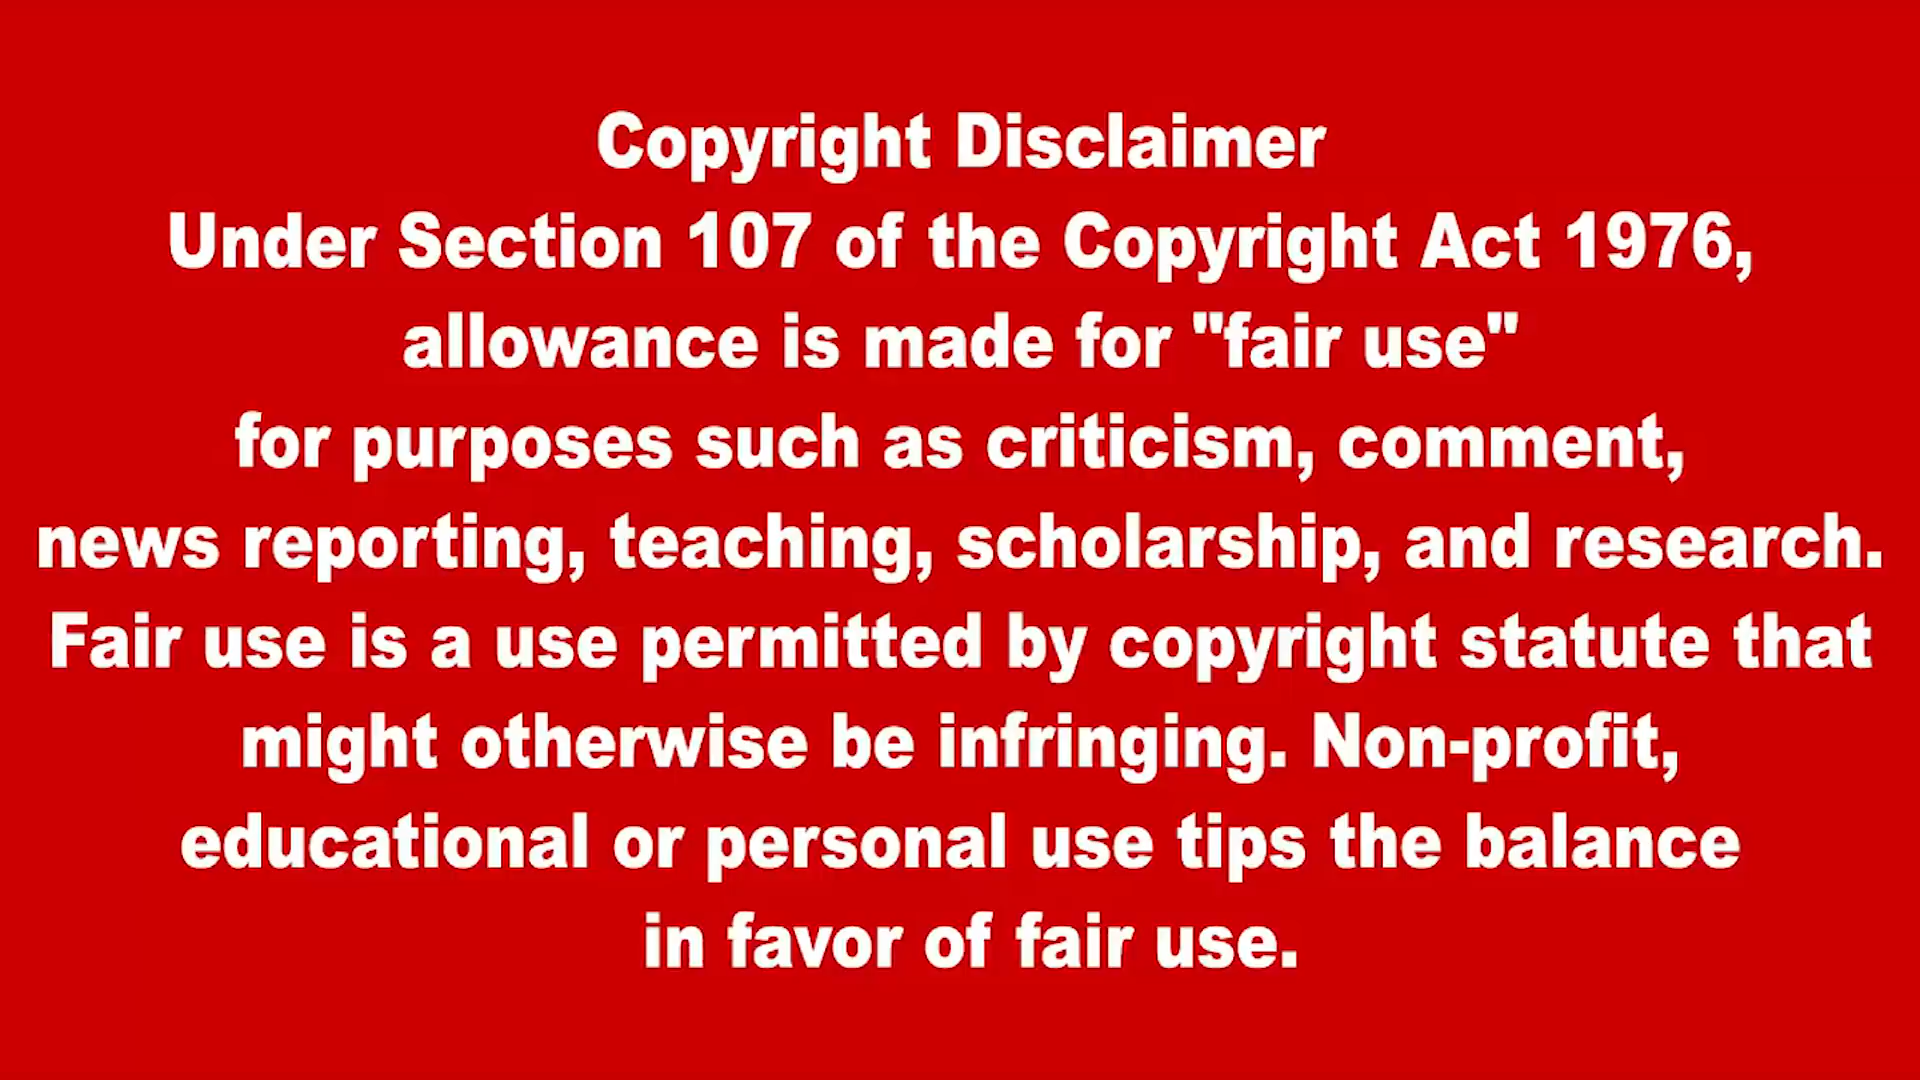 Copyright Disclaimer
Under Section 107 of the Copyright Act 1976,
allowance is made for "fair use"
for purposes such as criticism, comment,
news reporting, teaching, scholarship, and research.
Fair use is a use permitted by copyright statute that
might otherwise be infringing. Non-profit,
educational or personal use tips the balance
in favor of fair use.